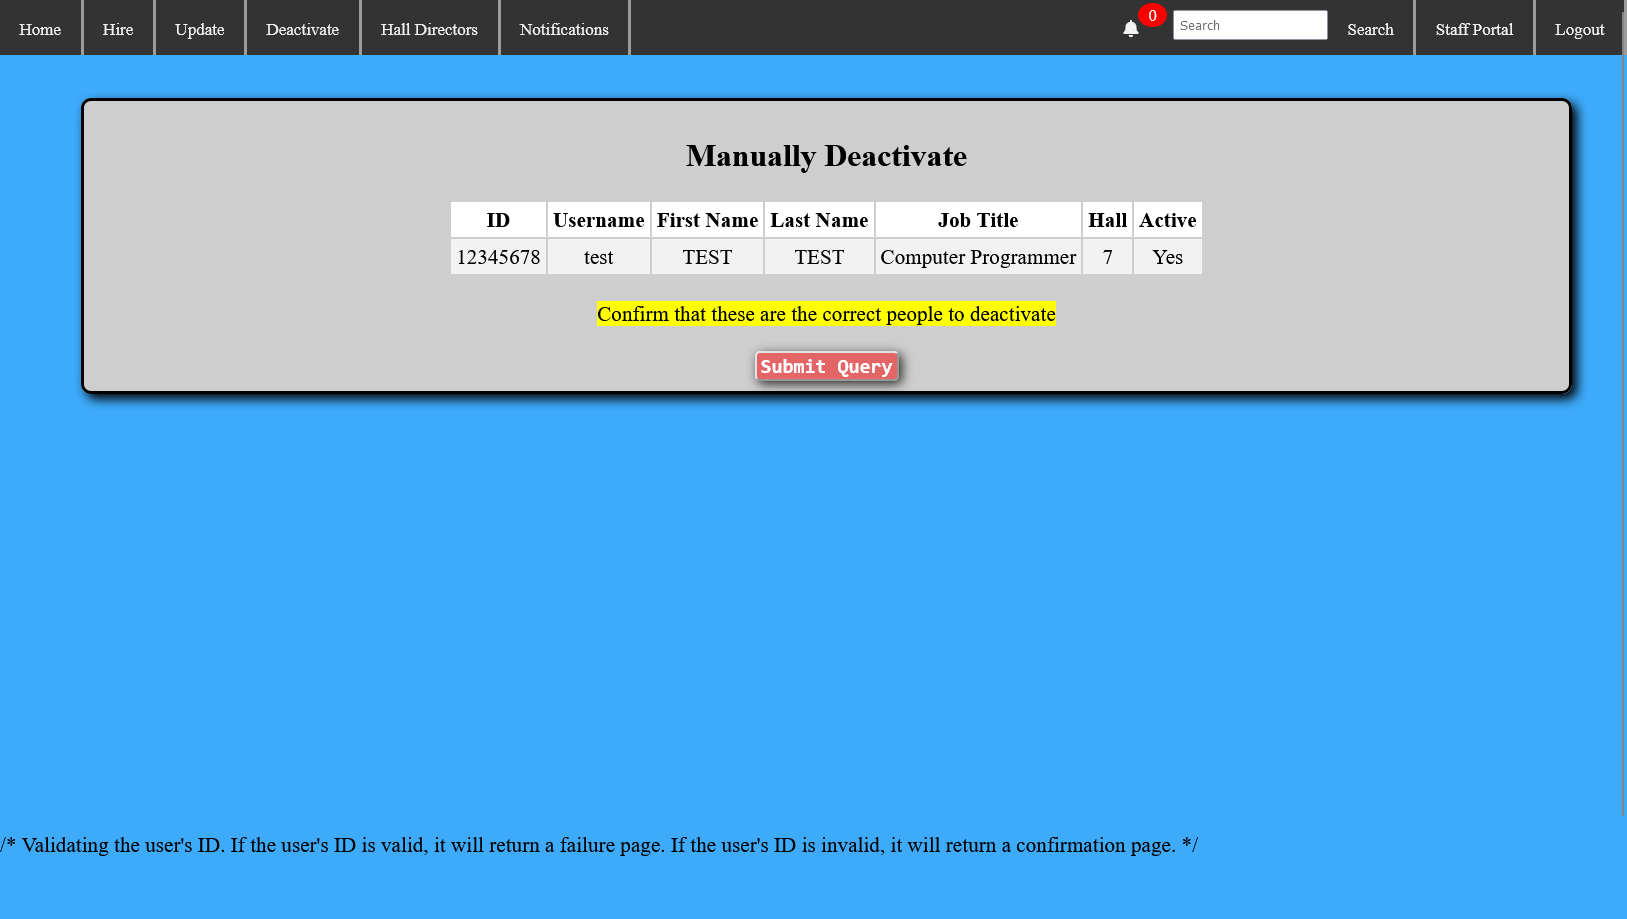 Home Hire Update Deactivate Hall Directors Notifications 0 Search Search Staff Portal Logout
Manually Deactivate
ID Username First Name Last Name Job Title Hall Active
12345678 test TEST TEST Computer Programmer 7 Yes
Confirm that these are the correct people to deactivate
Submit Query
/* Validating the user's ID. If the user's ID is valid, it will return a failure page. If the user's ID is invalid, it will return a confirmation page. */